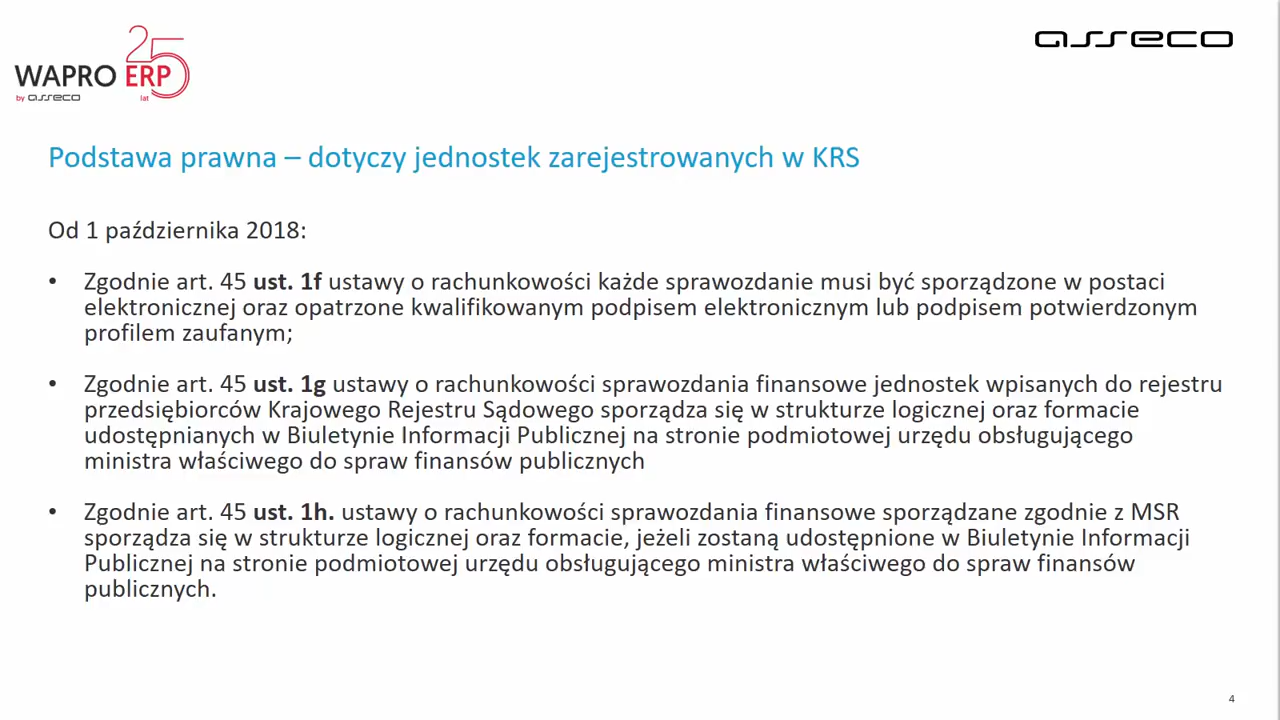 25
WAPRO ERP
by asseco
lat
asseco
Podstawa prawna – dotyczy jednostek zarejestrowanych w KRS
Od 1 października 2018:
• Zgodnie art. 45 ust. 1f ustawy o rachunkowości każde sprawozdanie musi być sporządzone w postaci
elektronicznej oraz opatrzone kwalifikowanym podpisem elektronicznym lub podpisem potwierdzonym
profilem zaufanym;
• Zgodnie art. 45 ust. 1g ustawy o rachunkowości sprawozdania finansowe jednostek wpisanych do rejestru
przedsiębiorców Krajowego Rejestru Sądowego sporządza się w strukturze logicznej oraz formacie
udostępnianych w Biuletynie Informacji Publicznej na stronie podmiotowej urzędu obsługującego
ministra właściwego do spraw finansów publicznych
• Zgodnie art. 45 ust. 1h. ustawy o rachunkowości sprawozdania finansowe sporządzane zgodnie z MSR
sporządza się w strukturze logicznej oraz formacie, jeżeli zostaną udostępnione w Biuletynie Informacji
Publicznej na stronie podmiotowej urzędu obsługującego ministra właściwego do spraw finansów
publicznych.
4